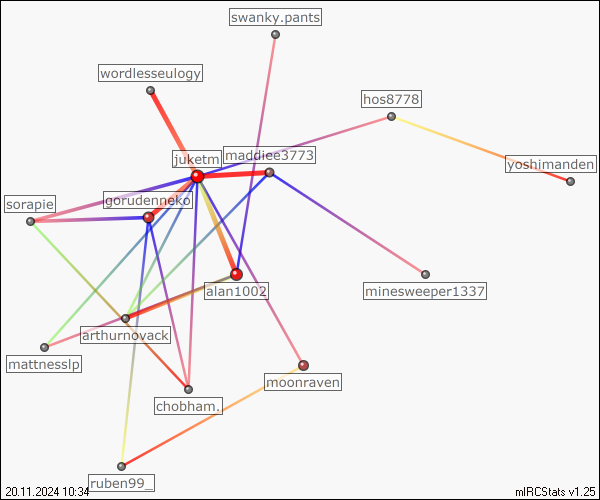 swanky.pants
wordlesseulogy
hos8778
juketm
maddiee3773
yoshimanden
sorapie
gorudenneko
alan1002
minesweeper1337
arthurnovack
mattnesslp
moonraven
chobham.
ruben99_
20.11.2024 10:34
mIRCStats v1.25